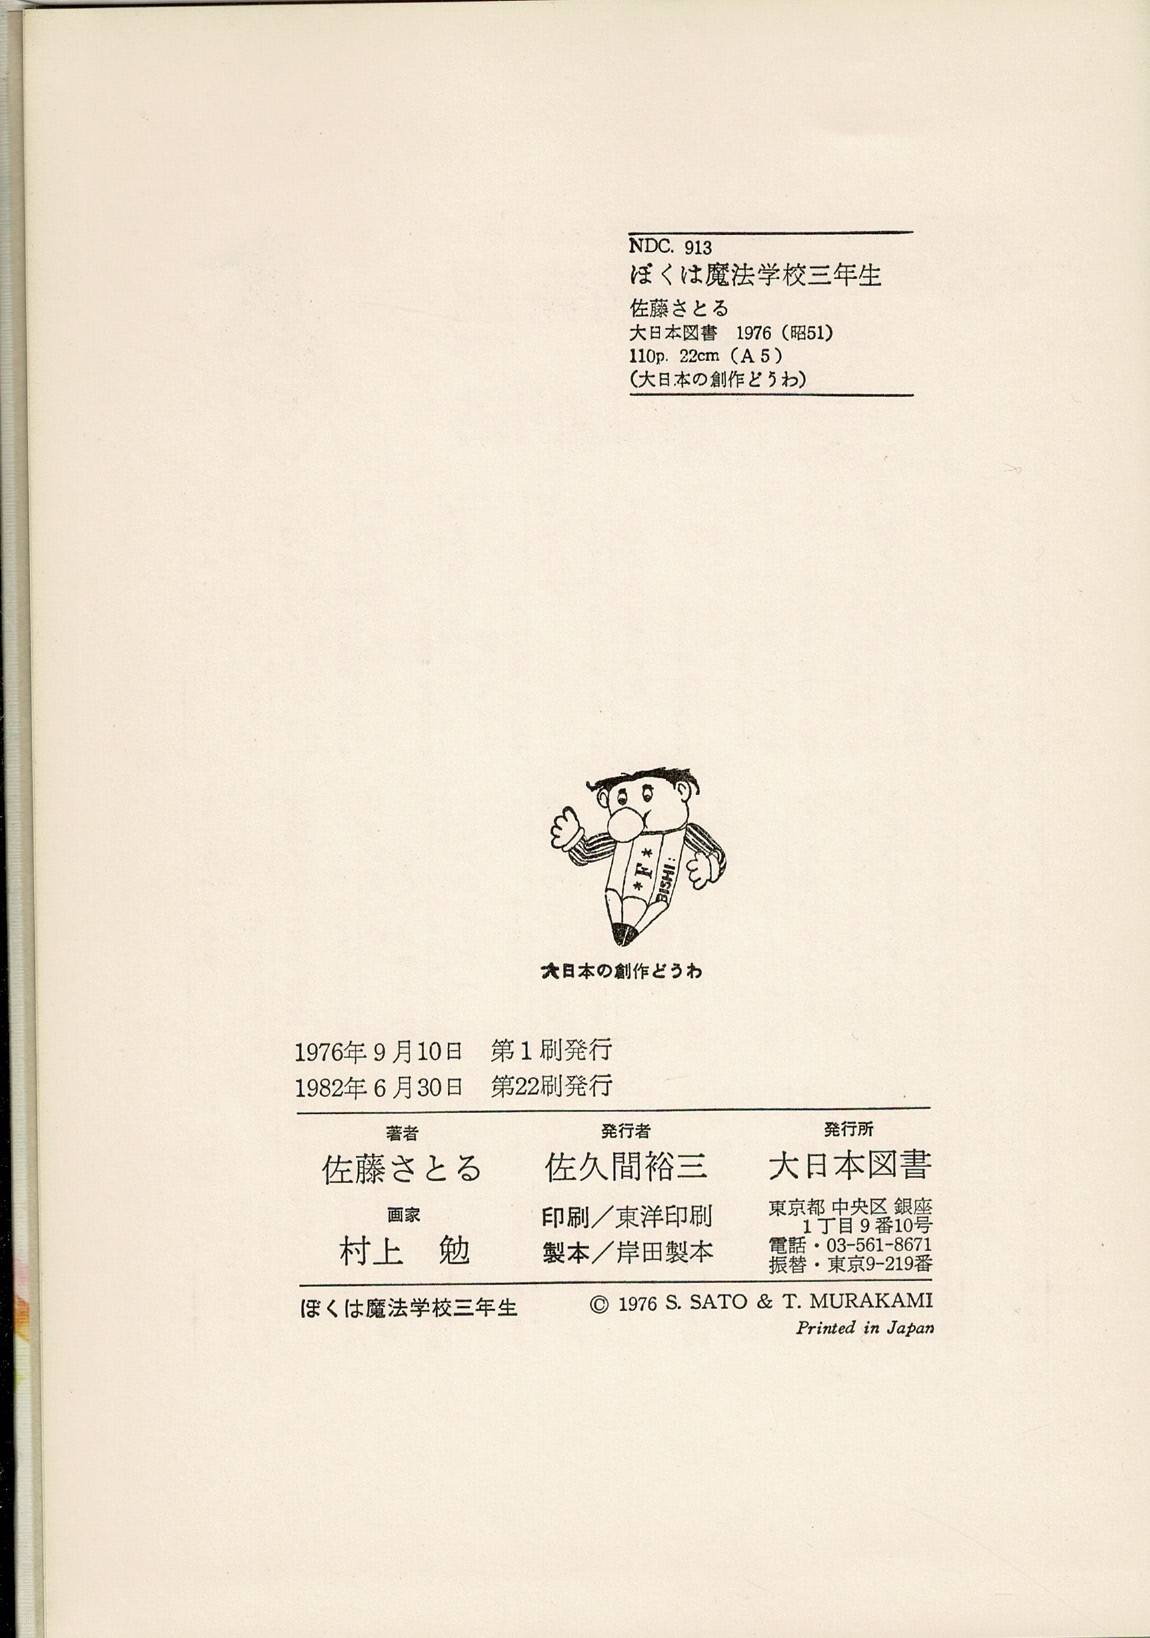 NDC. 913
ぼくは魔法学校三年生
佐藤さとる
大日本図書 1976（昭51）
110p. 22cm（A5）
(大日本の創作どうわ)
*F*
BISHI:
大日本の創作どうわ
1976年9月10日 第1刷発行
1982年6月30日 第22刷発行
著者
佐藤さとる
画家
村上 勉
発行者
佐久間裕三
印刷／東洋印刷
製本／岸田製本
発行所
大日本図書
東京都 中央区 銀座
1丁目9番10号
電話・03-561-8671
振替・東京9-219番
ぼくは魔法学校三年生
© 1976 S. SATO & T. MURAKAMI
Printed in Japan